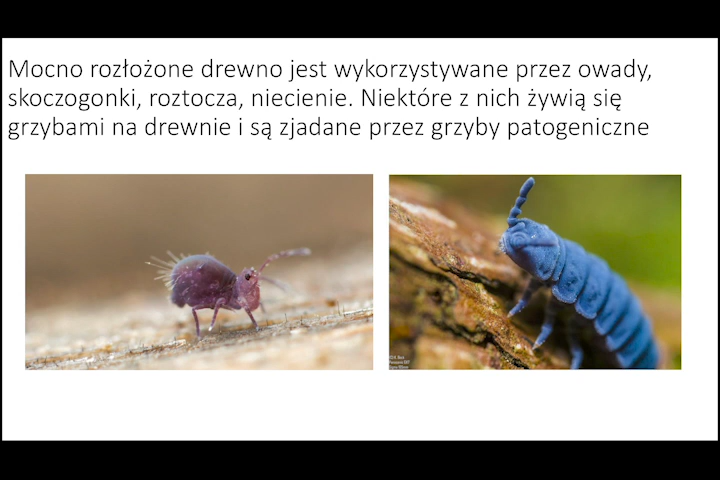 Mocno rozłożone drewno jest wykorzystywane przez owady,
skoczogonki, roztocza, niecienie. Niektóre z nich żywią się
grzybami na drewnie i są zjadane przez grzyby patogeniczne